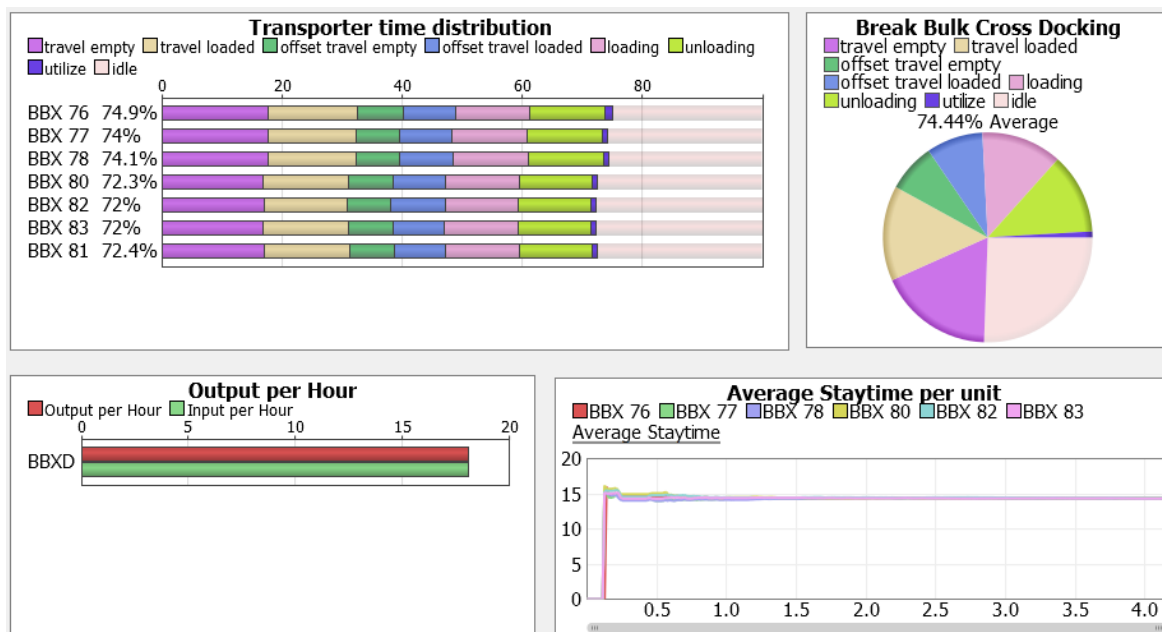 Transporter time distribution
travel empty travel loaded offset travel empty offset travel loaded loading unloading
utilize idle
0 20 40 60 80
BBX 76 74.9%
BBX 77 74%
BBX 78 74.1%
BBX 80 72.3%
BBX 82 72%
BBX 83 72%
BBX 81 72.4%
Break Bulk Cross Docking
travel empty travel loaded
offset travel empty
offset travel loaded loading
unloading utilize idle
74.44% Average
Output per Hour
Output per Hour Input per Hour
0 5 10 15 20
BBXD
Average Staytime per unit
BBX 76 BBX 77 BBX 78 BBX 80 BBX 82 BBX 83
Average Staytime
20
15
10
5
0
0.5 1.0 1.5 2.0 2.5 3.0 3.5 4.0